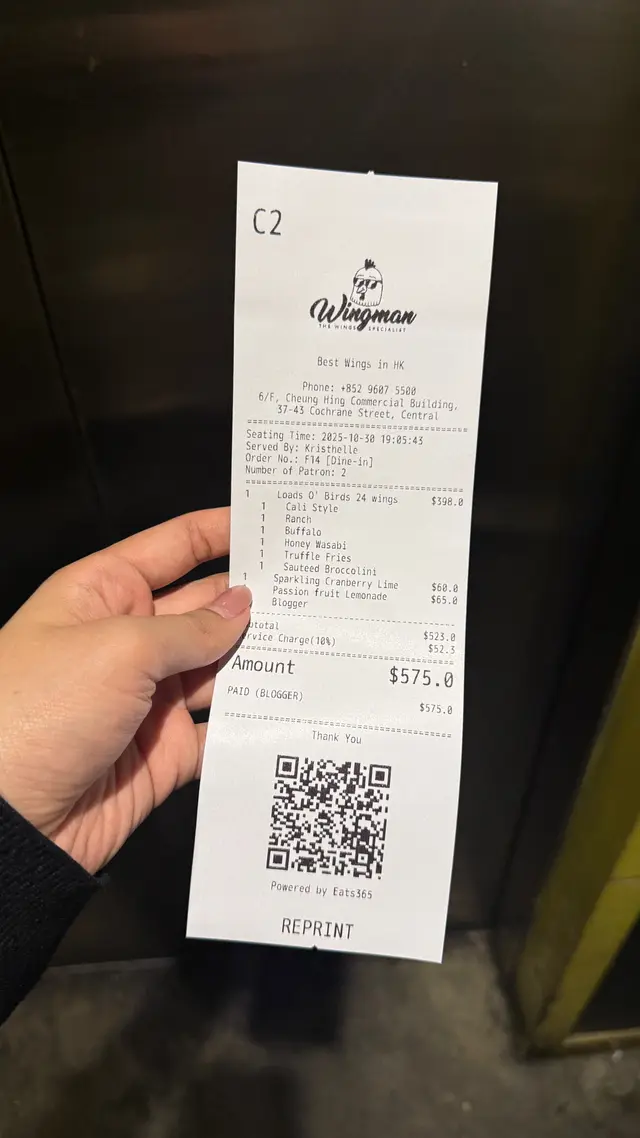 C2
Wingman
THE WINGS SPECIALIST
Best Wings in HK
Phone: +852 9607 5500
6/F, Cheung Hing Commercial Building,
37-43 Cochrane Street, Central
Seating Time: 2025-10-30 19:05:43
Served By: Kristhelle
Order No.: F14 [Dine-in]
Number of Patron: 2
1 Loads O' Birds 24 wings $398.0
1 Cali Style
1 Ranch
1 Buffalo
1 Honey Wasabi
1 Truffle Fries
1 Sauteed Broccolini
1 Sparkling Cranberry Lime $60.0
Passion fruit Lemonade $65.0
Blogger
btotal $523.0
ervice Charge(10%) $52.3
Amount $575.0
PAID (BLOGGER) $575.0
Thank You
Powered by Eats365
REPRINT